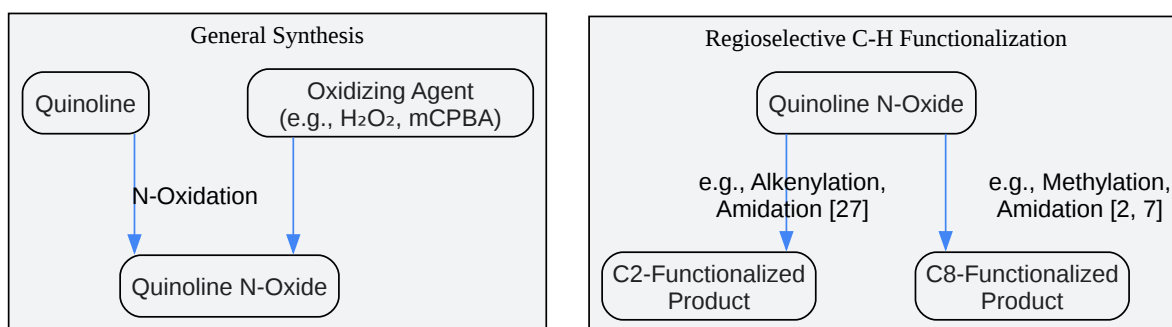 General Synthesis
Quinoline
Oxidizing Agent
(e.g., H₂O₂, mCPBA)
N-Oxidation
Quinoline N-Oxide
Regioselective C-H Functionalization
Quinoline N-Oxide
e.g., Alkenylation,
Amidation [27]
e.g., Methylation,
Amidation [2, 7]
C2-Functionalized
Product
C8-Functionalized
Product